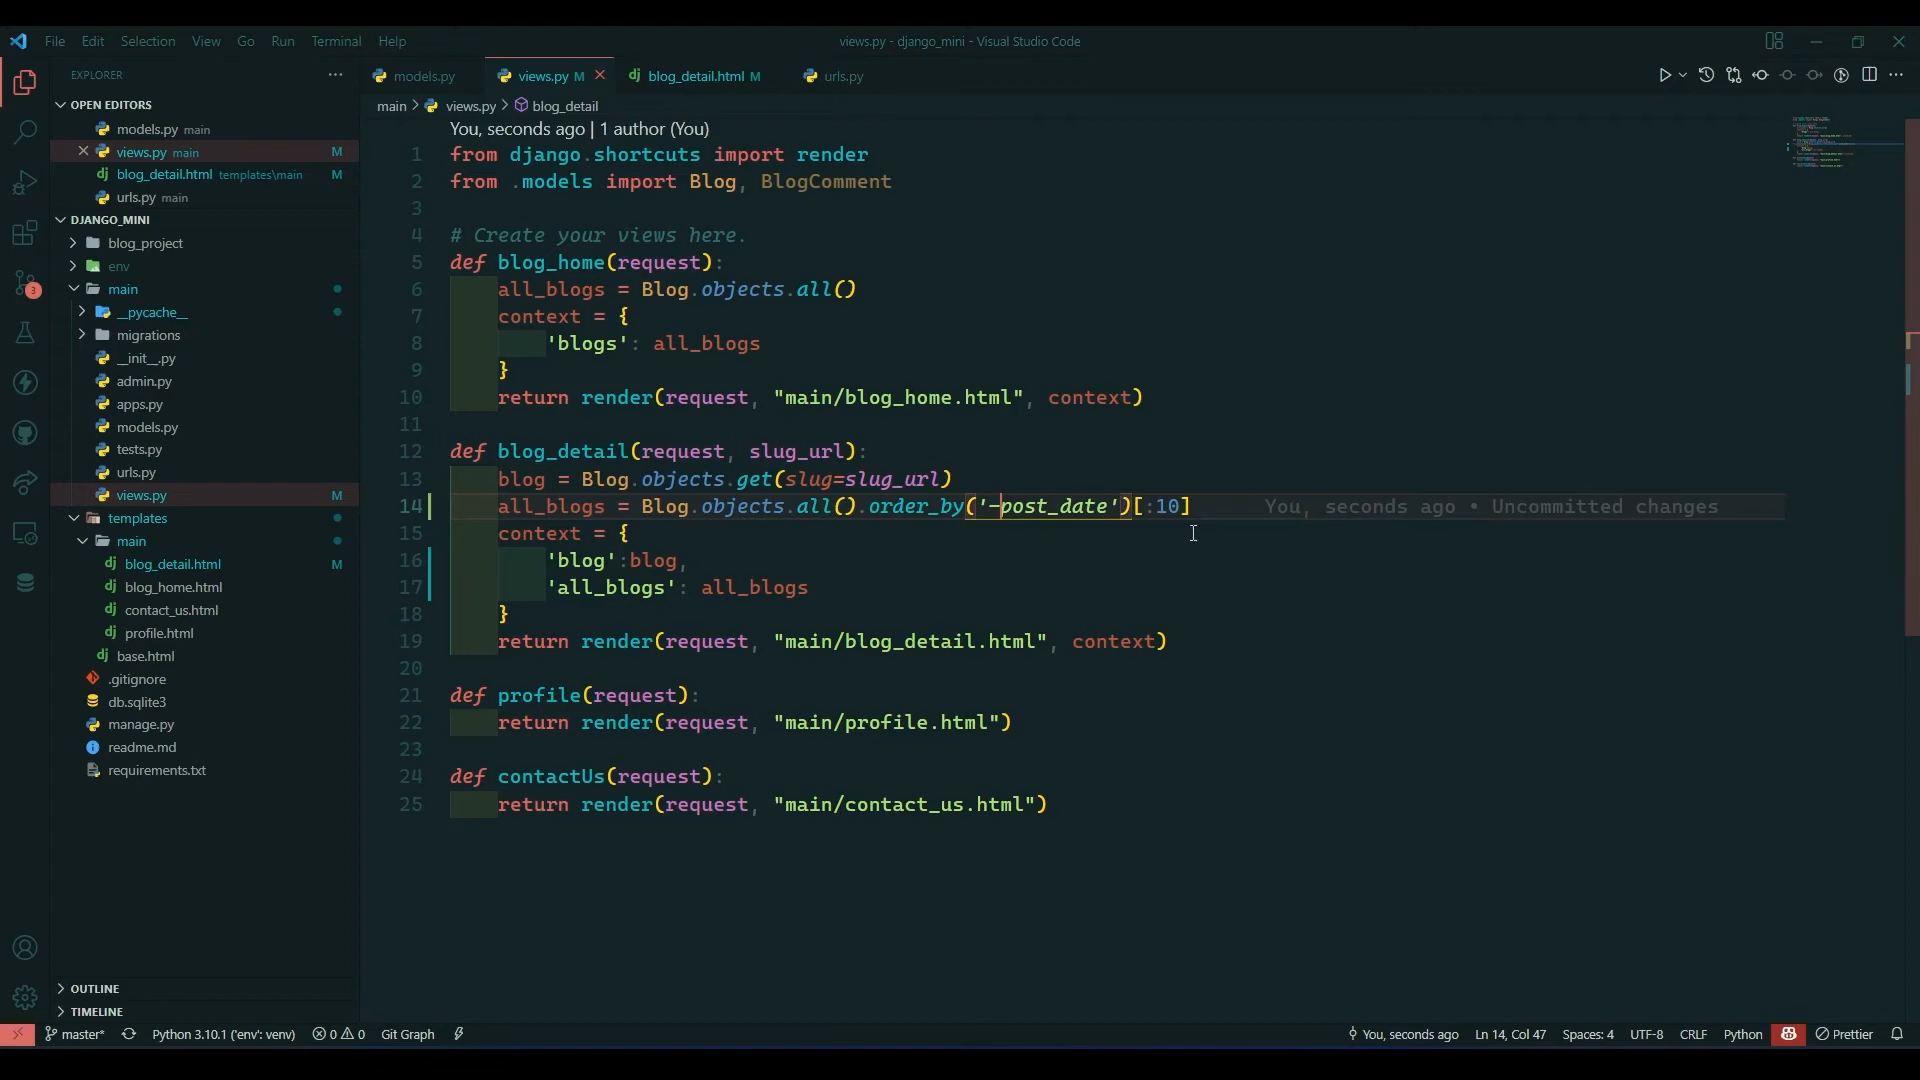 File Edit Selection View Go Run Terminal Help
views.py - django_mini - Visual Studio Code
EXPLORER
OPEN EDITORS
models.py main
views.py main M
blog_detail.html templates\main M
urls.py main
DJANGO_MINI
blog_project
env
main
__pycache__
migrations
__init__.py
admin.py
apps.py
models.py
tests.py
urls.py
views.py M
templates
main
blog_detail.html M
blog_home.html
contact_us.html
profile.html
base.html
.gitignore
db.sqlite3
manage.py
readme.md
requirements.txt
OUTLINE
TIMELINE
3
models.py views.py M blog_detail.html M urls.py
main > views.py > blog_detail
You, seconds ago | 1 author (You)
1 from django.shortcuts import render
2 from .models import Blog, BlogComment
3
4 # Create your views here.
5 def blog_home(request):
6 all_blogs = Blog.objects.all()
7 context = {
8 'blogs': all_blogs
9 }
10 return render(request, "main/blog_home.html", context)
11
12 def blog_detail(request, slug_url):
13 blog = Blog.objects.get(slug=slug_url)
14 all_blogs = Blog.objects.all().order_by('-post_date')[:10] You, seconds ago • Uncommitted changes
15 context = {
16 'blog':blog,
17 'all_blogs': all_blogs
18 }
19 return render(request, "main/blog_detail.html", context)
20
21 def profile(request):
22 return render(request, "main/profile.html")
23
24 def contactUs(request):
25 return render(request, "main/contact_us.html")
master* Python 3.10.1 ('env': venv) 0 0 Git Graph You, seconds ago Ln 14, Col 47 Spaces: 4 UTF-8 CRLF Python Prettier